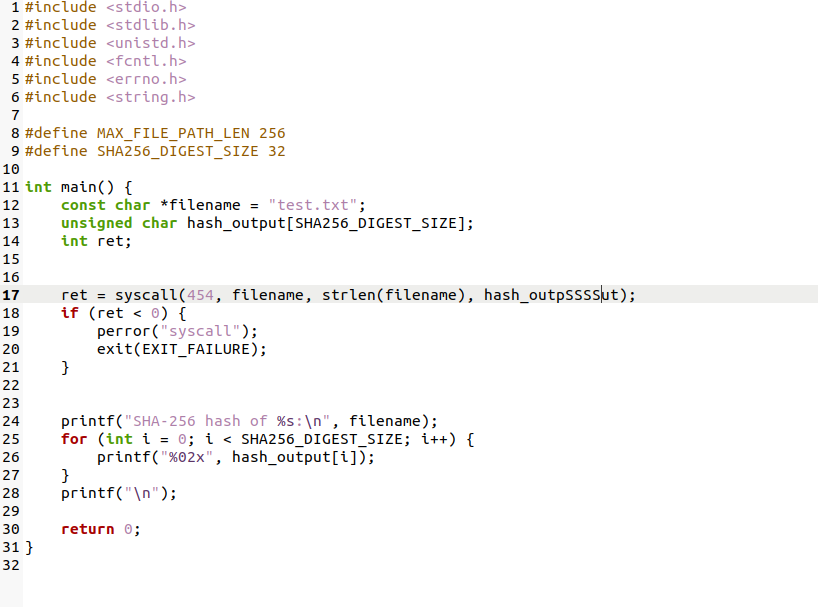 1 #include <stdio.h>
2 #include <stdlib.h>
3 #include <unistd.h>
4 #include <fcntl.h>
5 #include <errno.h>
6 #include <string.h>
7
8 #define MAX_FILE_PATH_LEN 256
9 #define SHA256_DIGEST_SIZE 32
10
11 int main() {
12     const char *filename = "test.txt";
13     unsigned char hash_output[SHA256_DIGEST_SIZE];
14     int ret;
15
16
17     ret = syscall(454, filename, strlen(filename), hash_outpSSSSut);
18     if (ret < 0) {
19         perror("syscall");
20         exit(EXIT_FAILURE);
21     }
22
23
24     printf("SHA-256 hash of %s:\n", filename);
25     for (int i = 0; i < SHA256_DIGEST_SIZE; i++) {
26         printf("%02x", hash_output[i]);
27     }
28     printf("\n");
29
30     return 0;
31 }
32